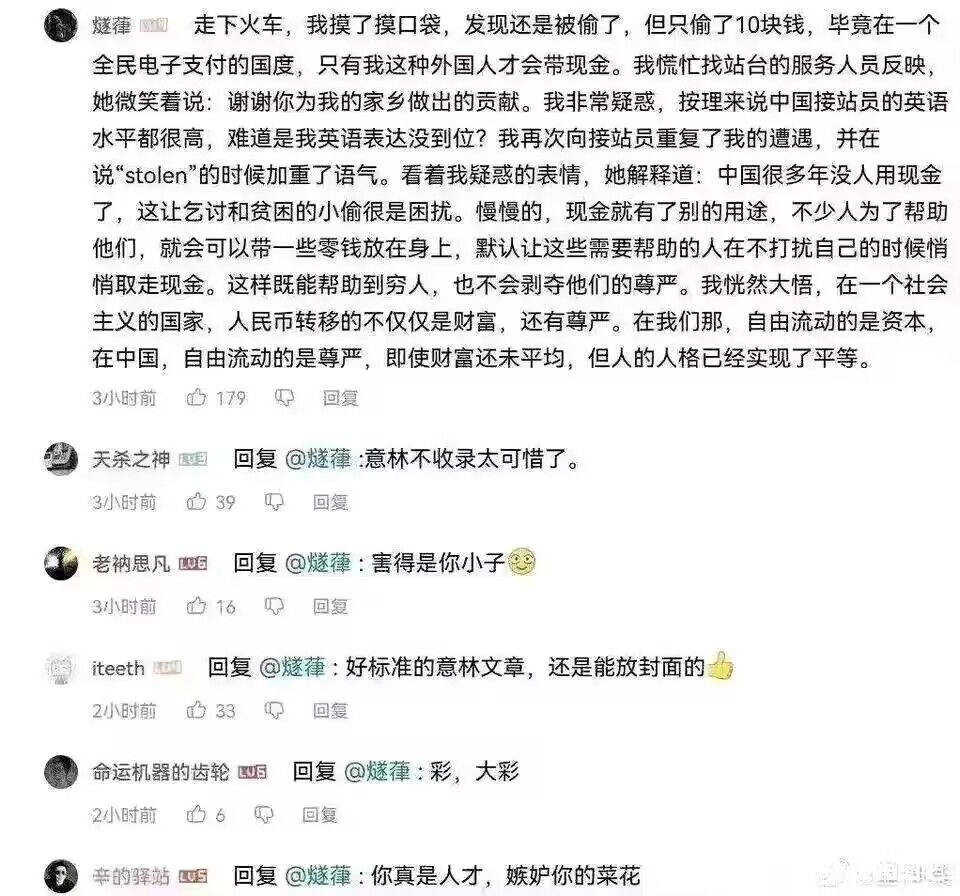 燧葎 走下火车，我摸了摸口袋，发现还是被偷了，但只偷了10块钱，毕竟在一个
全民电子支付的国度，只有我这种外国人才会带现金。我慌忙找站台的服务人员反映，
她微笑着说：谢谢你为我的家乡做出的贡献。我非常疑惑，按理来说中国接站员的英语
水平都很高，难道是我英语表达没到位？我再次向接站员重复了我的遭遇，并在
说“stolen”的时候加重了语气。看着我疑惑的表情，她解释道：中国很多年没人用现金
了，这让乞讨和贫困的小偷很是困扰。慢慢的，现金就有了别的用途，不少人为了帮助
他们，就会可以带一些零钱放在身上，默认让这些需要帮助的人在不打扰自己的时候悄
悄取走现金。这样既能帮助到穷人，也不会剥夺他们的尊严。我恍然大悟，在一个社会
主义的国家，人民币转移的不仅仅是财富，还有尊严。在我们那，自由流动的是资本，
在中国，自由流动的是尊严，即使财富还未平均，但人的人格已经实现了平等。
3小时前 179 回复
天杀之神 LV3 回复 @燧葎 :意林不收录太可惜了。
3小时前 39 回复
老衲思凡 LV6 回复 @燧葎 : 害得是你小子
3小时前 16 回复
iteeth 回复 @燧葎 : 好标准的意林文章，还是能放封面的
2小时前 33 回复
命运机器的齿轮 LV6 回复 @燧葎 : 彩，大彩
2小时前 6 回复
辛的驿站 LV5 回复 @燧葎 : 你真是人才，嫉妒你的菜花